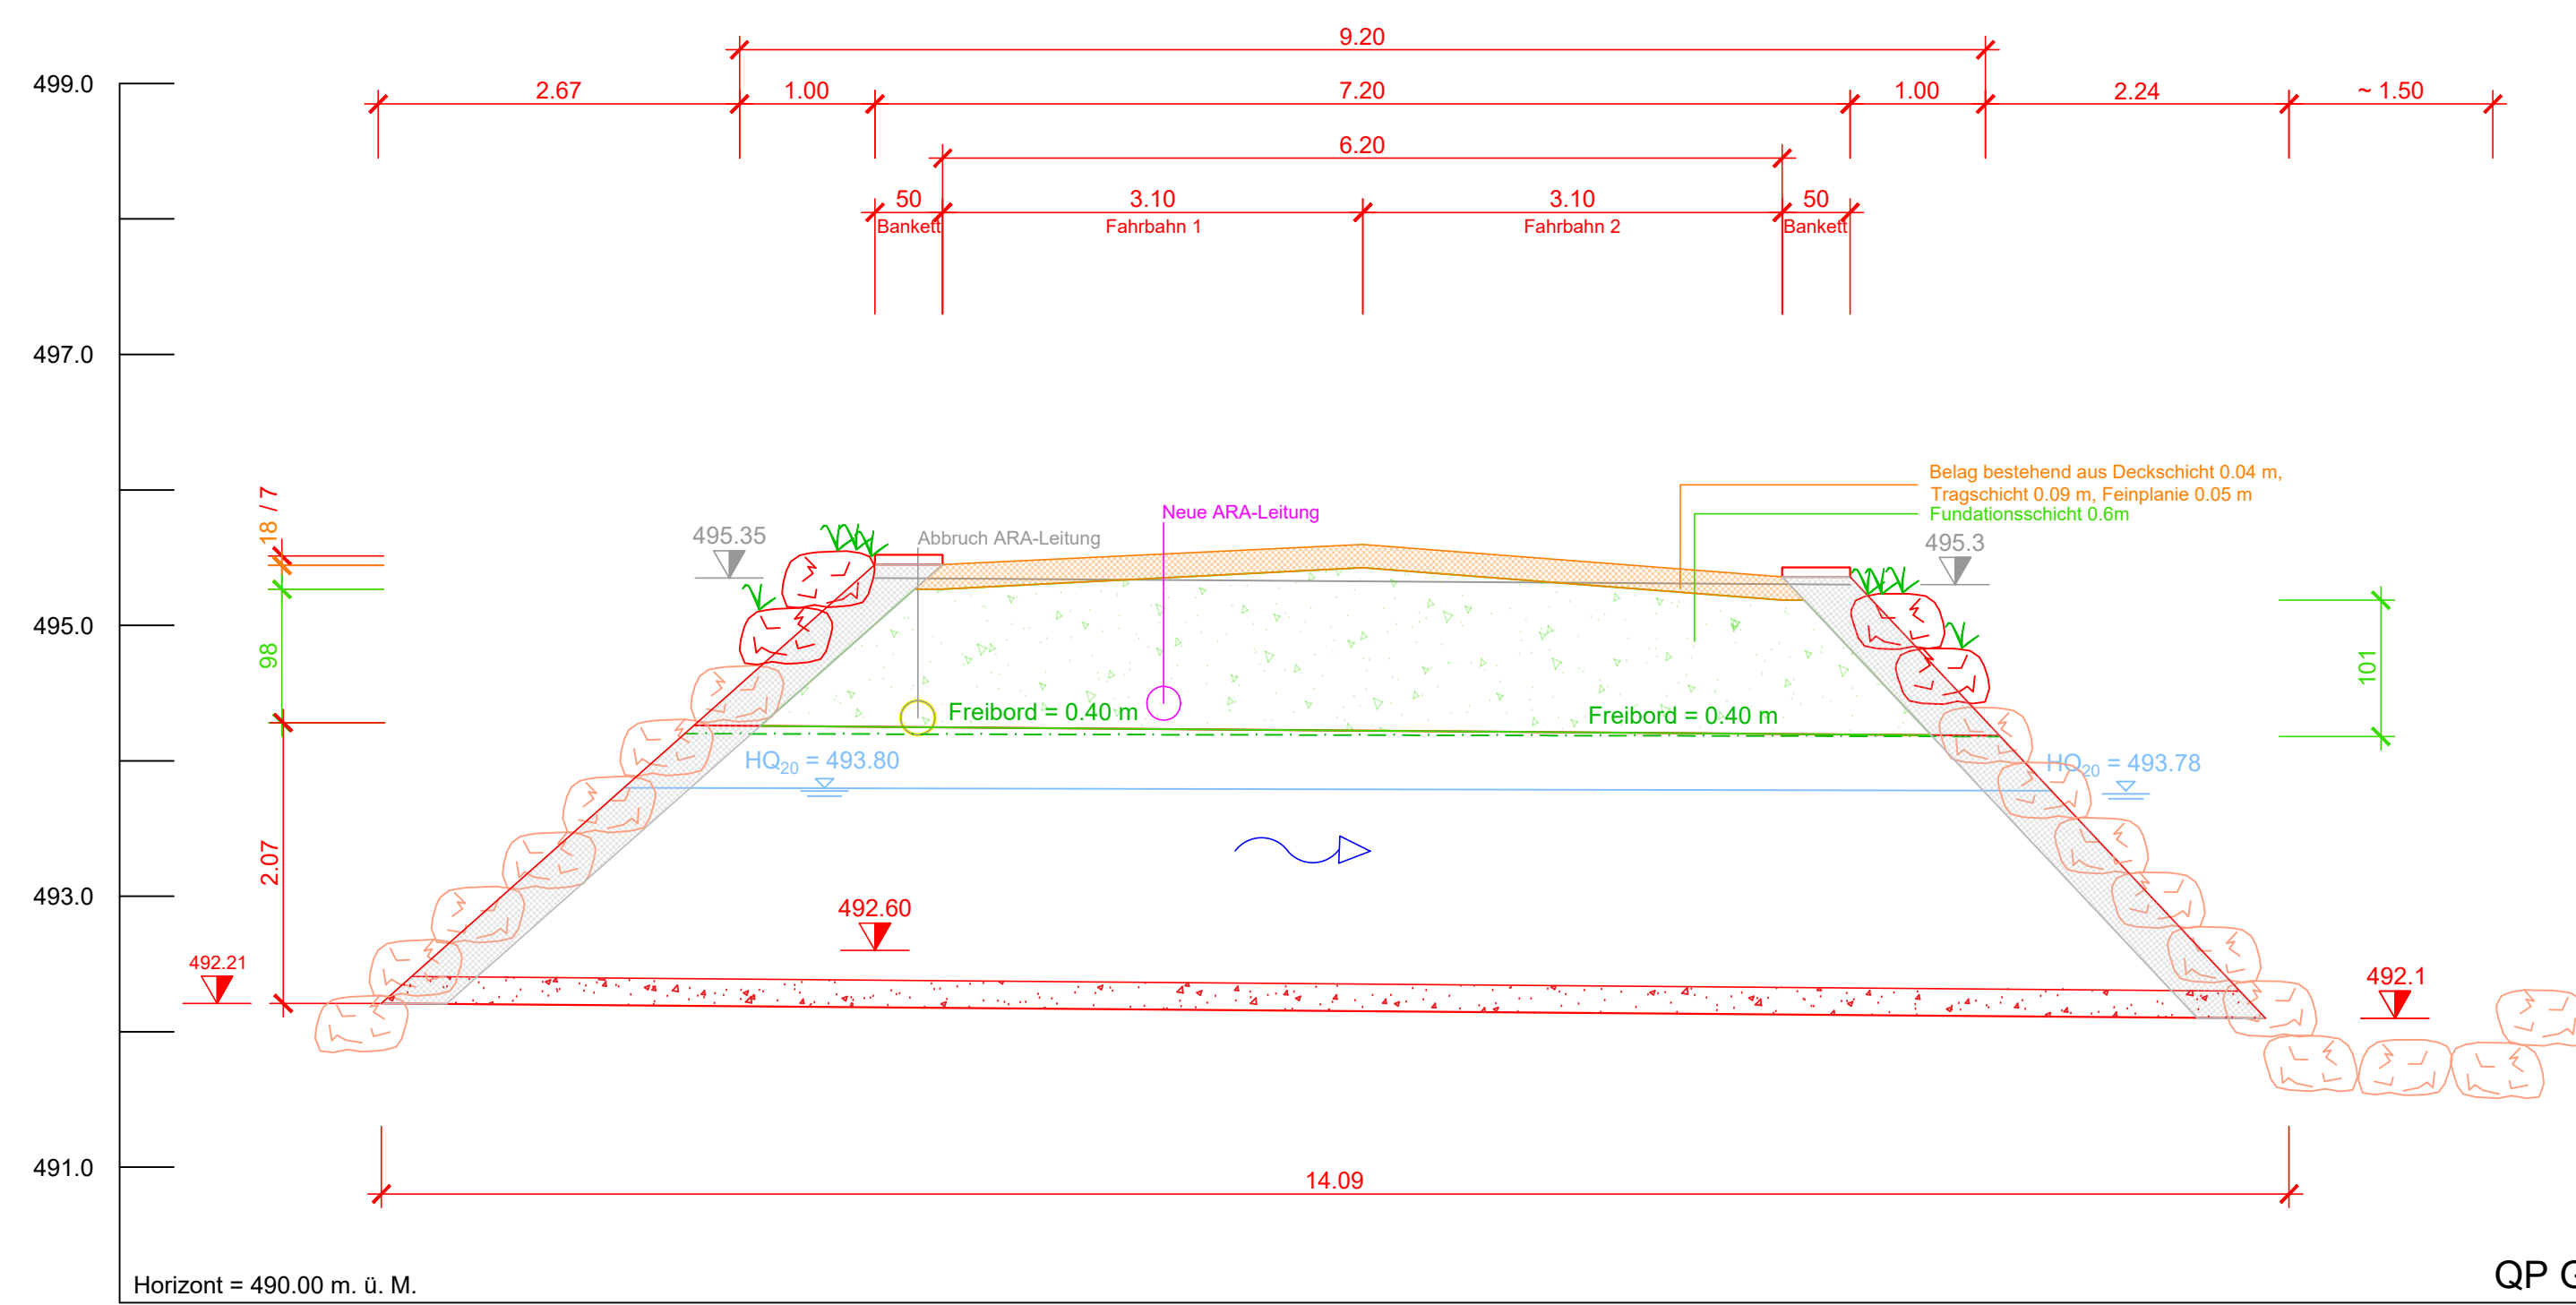 9.20
499.0
2.67
1.00
7.20
1.00
2.24
~ 1.50
6.20
50
3.10
3.10
50
Bankett
Fahrbahn 1
Fahrbahn 2
Bankett
497.0
Belag bestehend aus Deckschicht 0.04 m,
Tragschicht 0.09 m, Feinplanie 0.05 m
Fundationsschicht 0.6m
18 / 7
Neue ARA-Leitung
495.35
Abbruch ARA-Leitung
495.3
495.0
98
101
Freibord = 0.40 m
Freibord = 0.40 m
HQ20 = 493.80
HQ20 = 493.78
2.07
493.0
492.60
492.21
492.1
491.0
14.09
Horizont = 490.00 m. ü. M.
QP